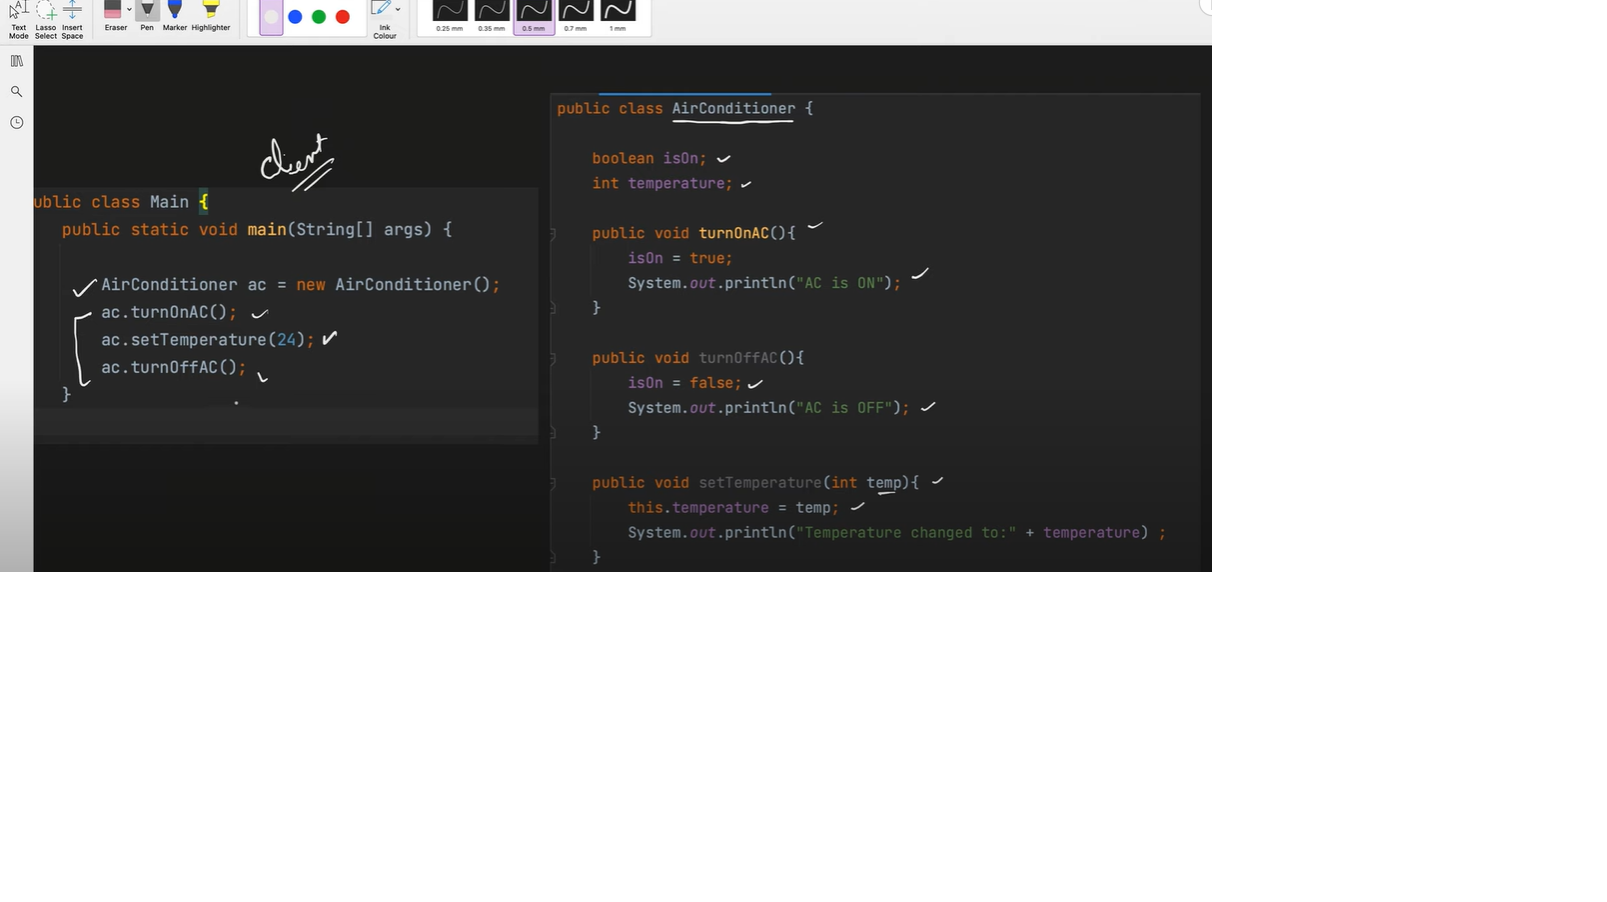 Text Mode
Lasso Select
Insert Space
Eraser
Pen
Marker
Highlighter
Ink Colour
0.25 mm
0.35 mm
0.5 mm
0.7 mm
1 mm
client
ublic class Main {
public static void main(String[] args) {
AirConditioner ac = new AirConditioner();
ac.turnOnAC();
ac.setTemperature(24);
ac.turnOffAC();
}
public class AirConditioner {
boolean isOn;
int temperature;
public void turnOnAC(){
isOn = true;
System.out.println("AC is ON");
}
public void turnOffAC(){
isOn = false;
System.out.println("AC is OFF");
}
public void setTemperature(int temp){
this.temperature = temp;
System.out.println("Temperature changed to:" + temperature) ;
}